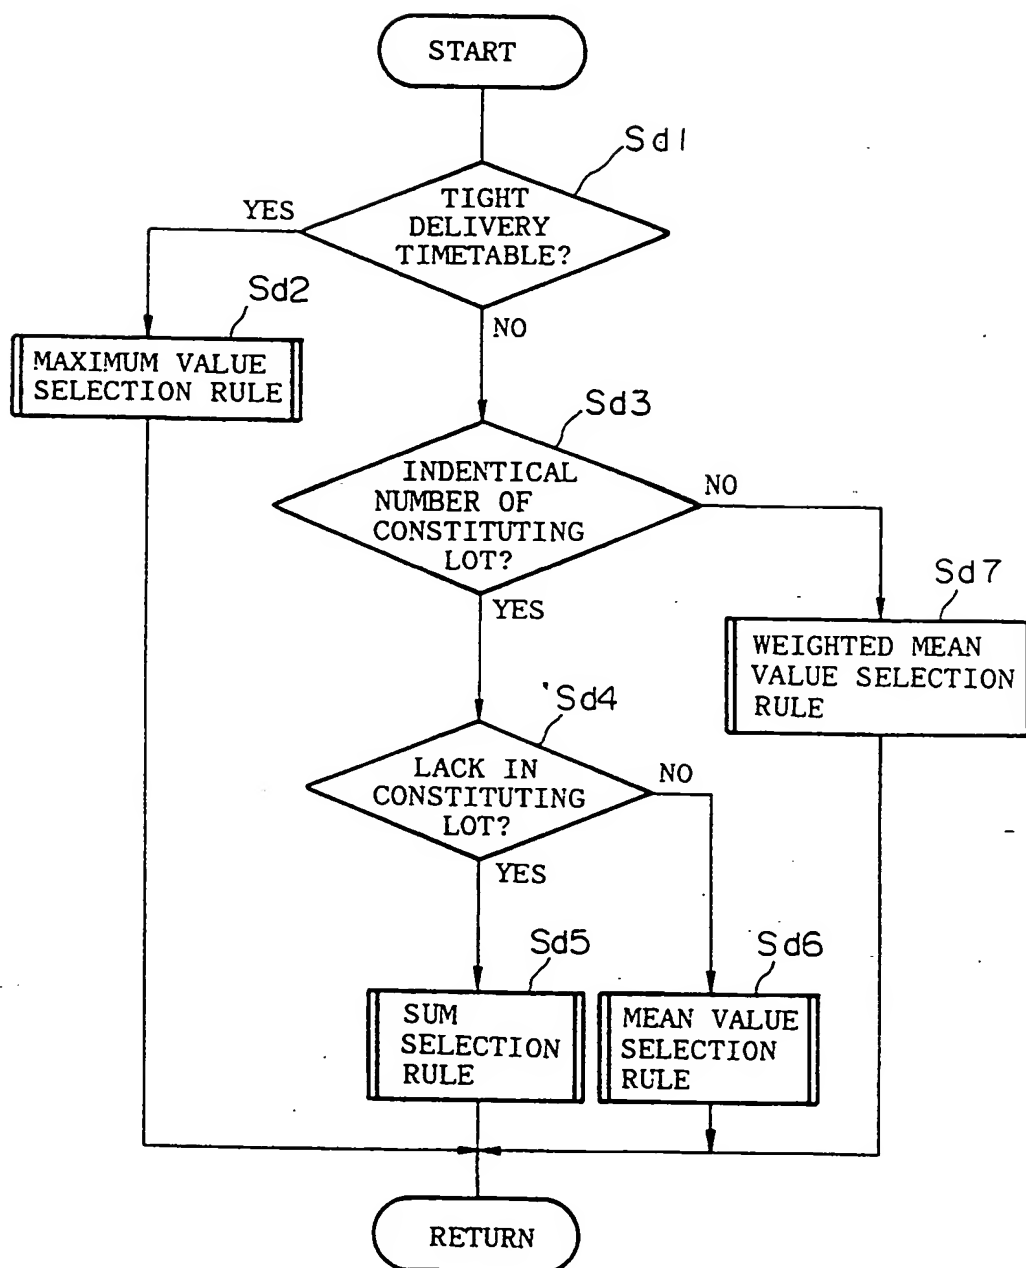 START
Sd1
TIGHT
DELIVERY
TIMETABLE?
YES
NO
Sd2
MAXIMUM VALUE
SELECTION RULE
Sd3
INDENTICAL
NUMBER OF
CONSTITUTING
LOT?
NO
YES
Sd7
WEIGHTED MEAN
VALUE SELECTION
RULE
Sd4
LACK IN
CONSTITUTING
LOT?
NO
YES
Sd5
SUM
SELECTION
RULE
Sd6
MEAN VALUE
SELECTION
RULE
RETURN